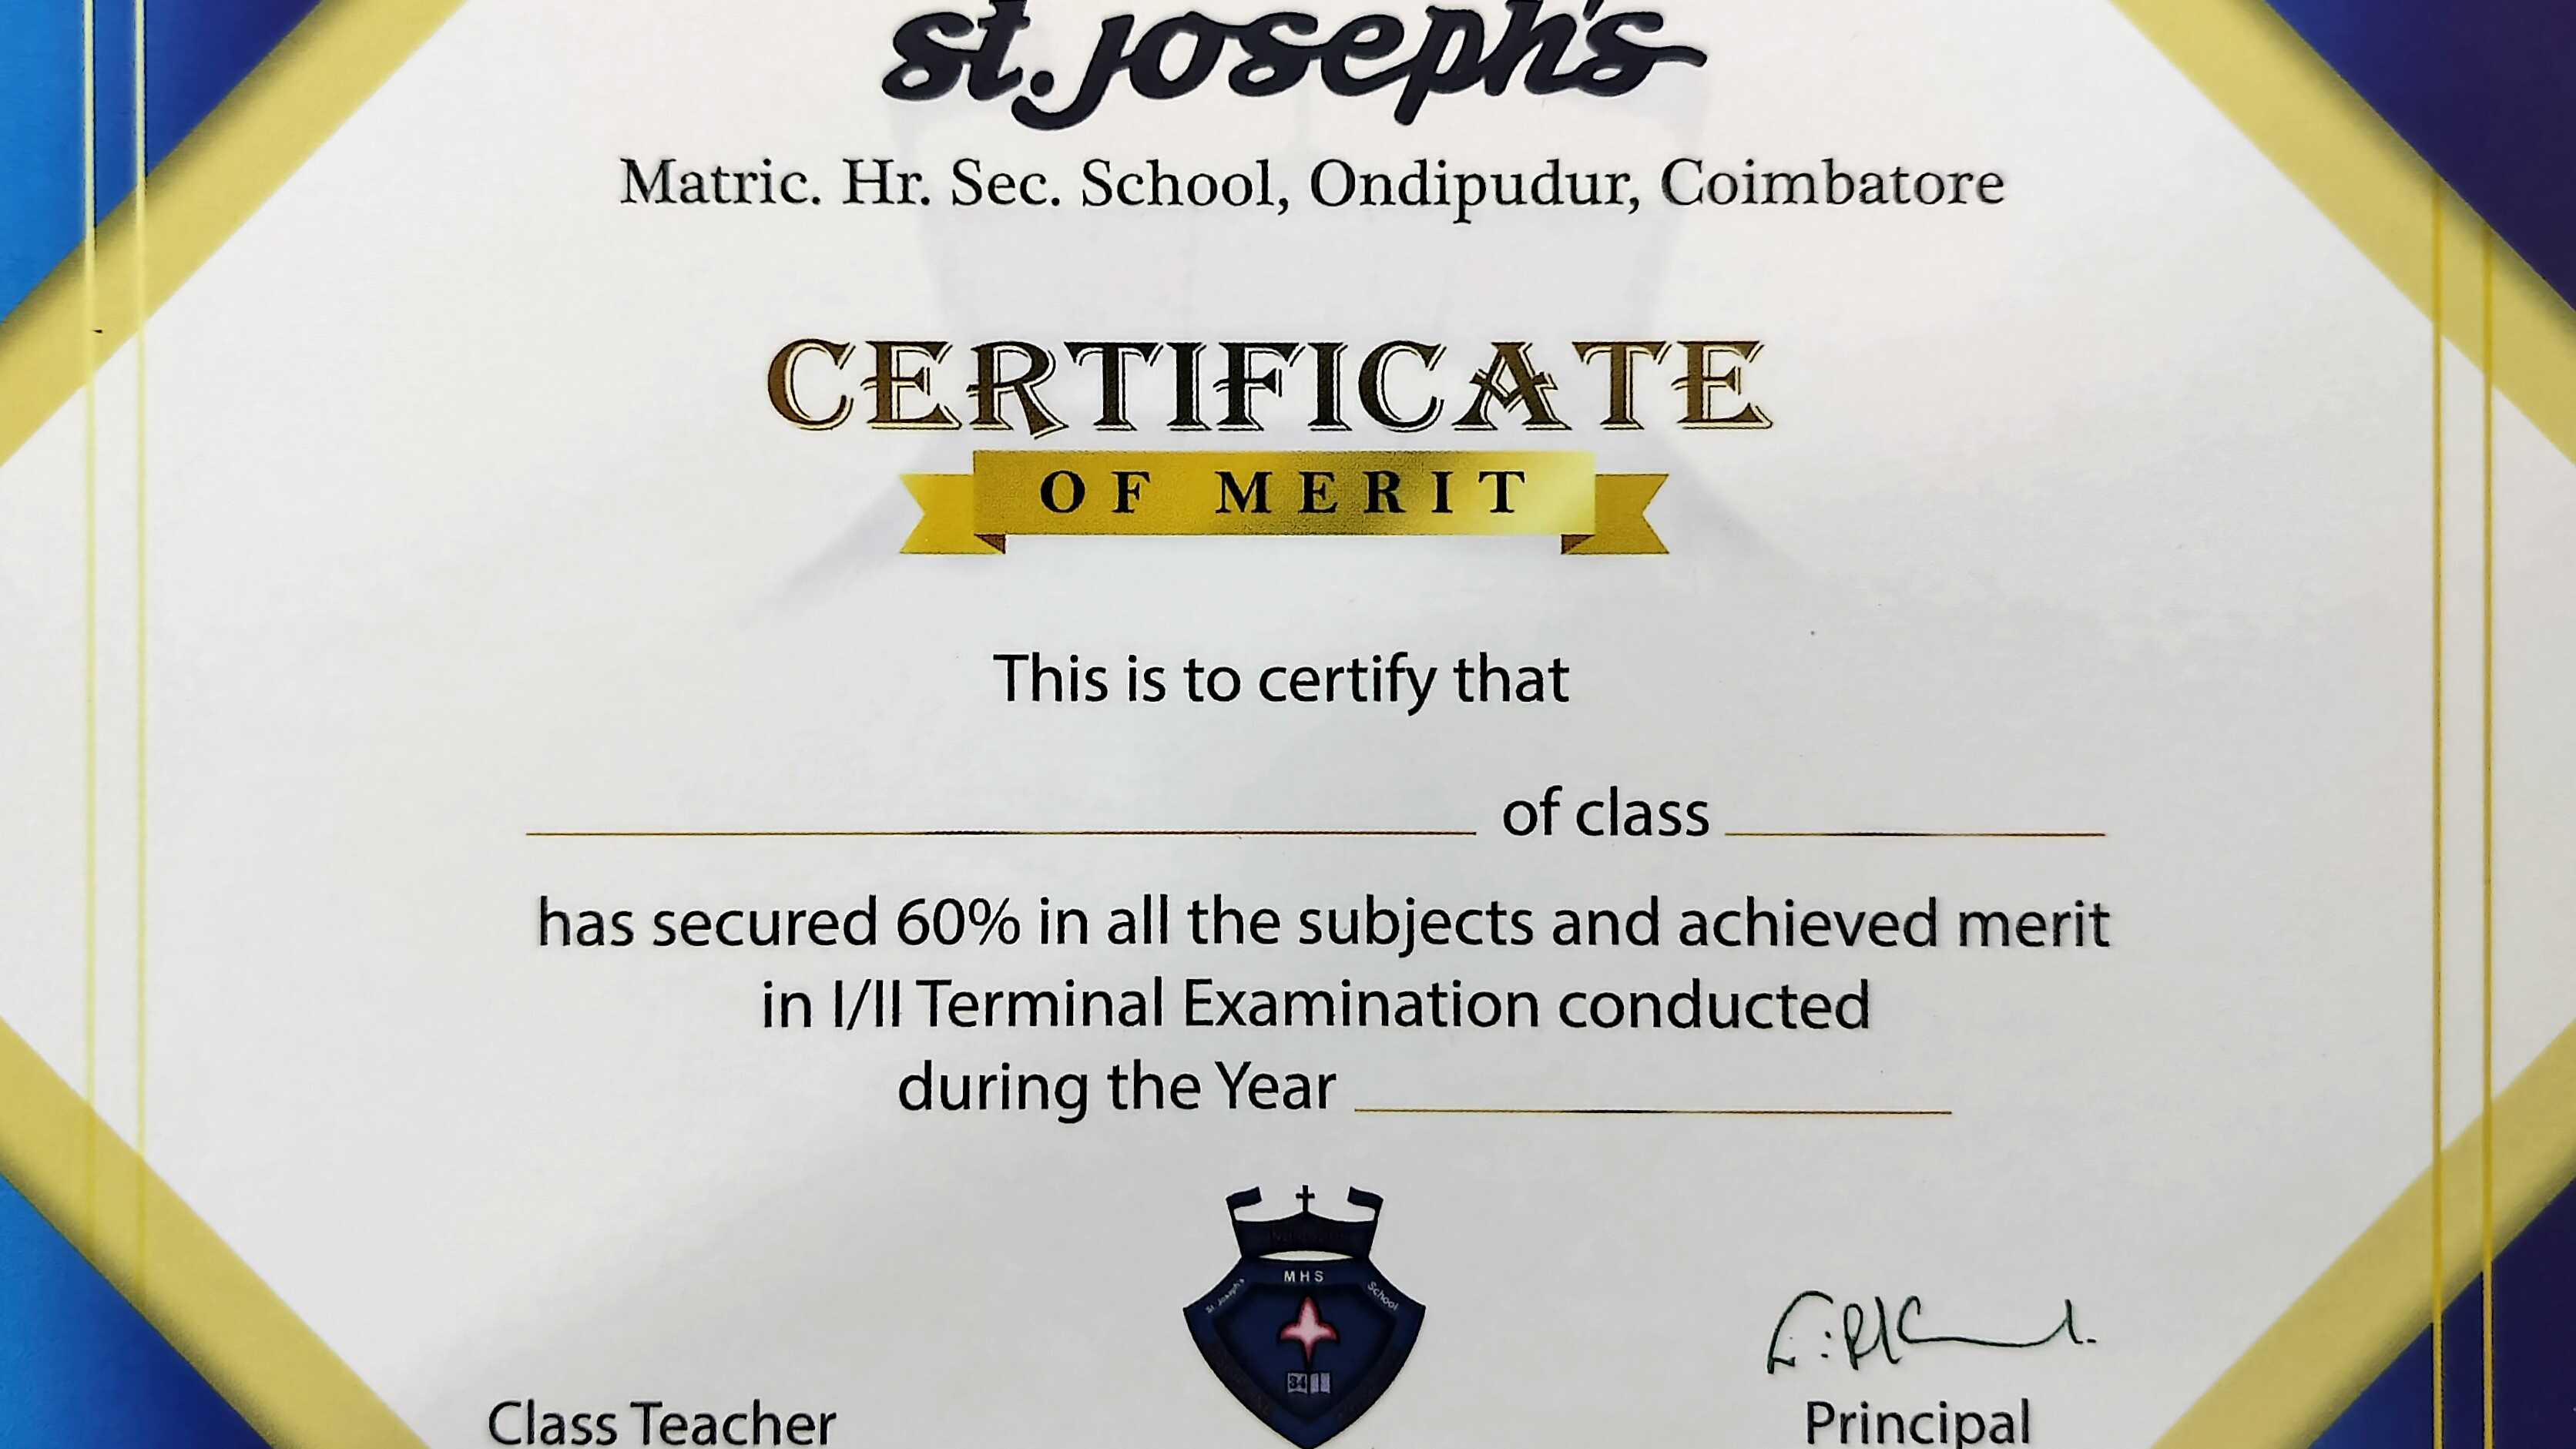 st. Joseph's
Matric. Hr. Sec. School, Ondipudur, Coimbatore
CERTIFICATE
OF MERIT
This is to certify that
of class
has secured 60% in all the subjects and achieved merit
in I/II Terminal Examination conducted
during the Year
St. Joseph's MHS School
34
Class Teacher
Principal